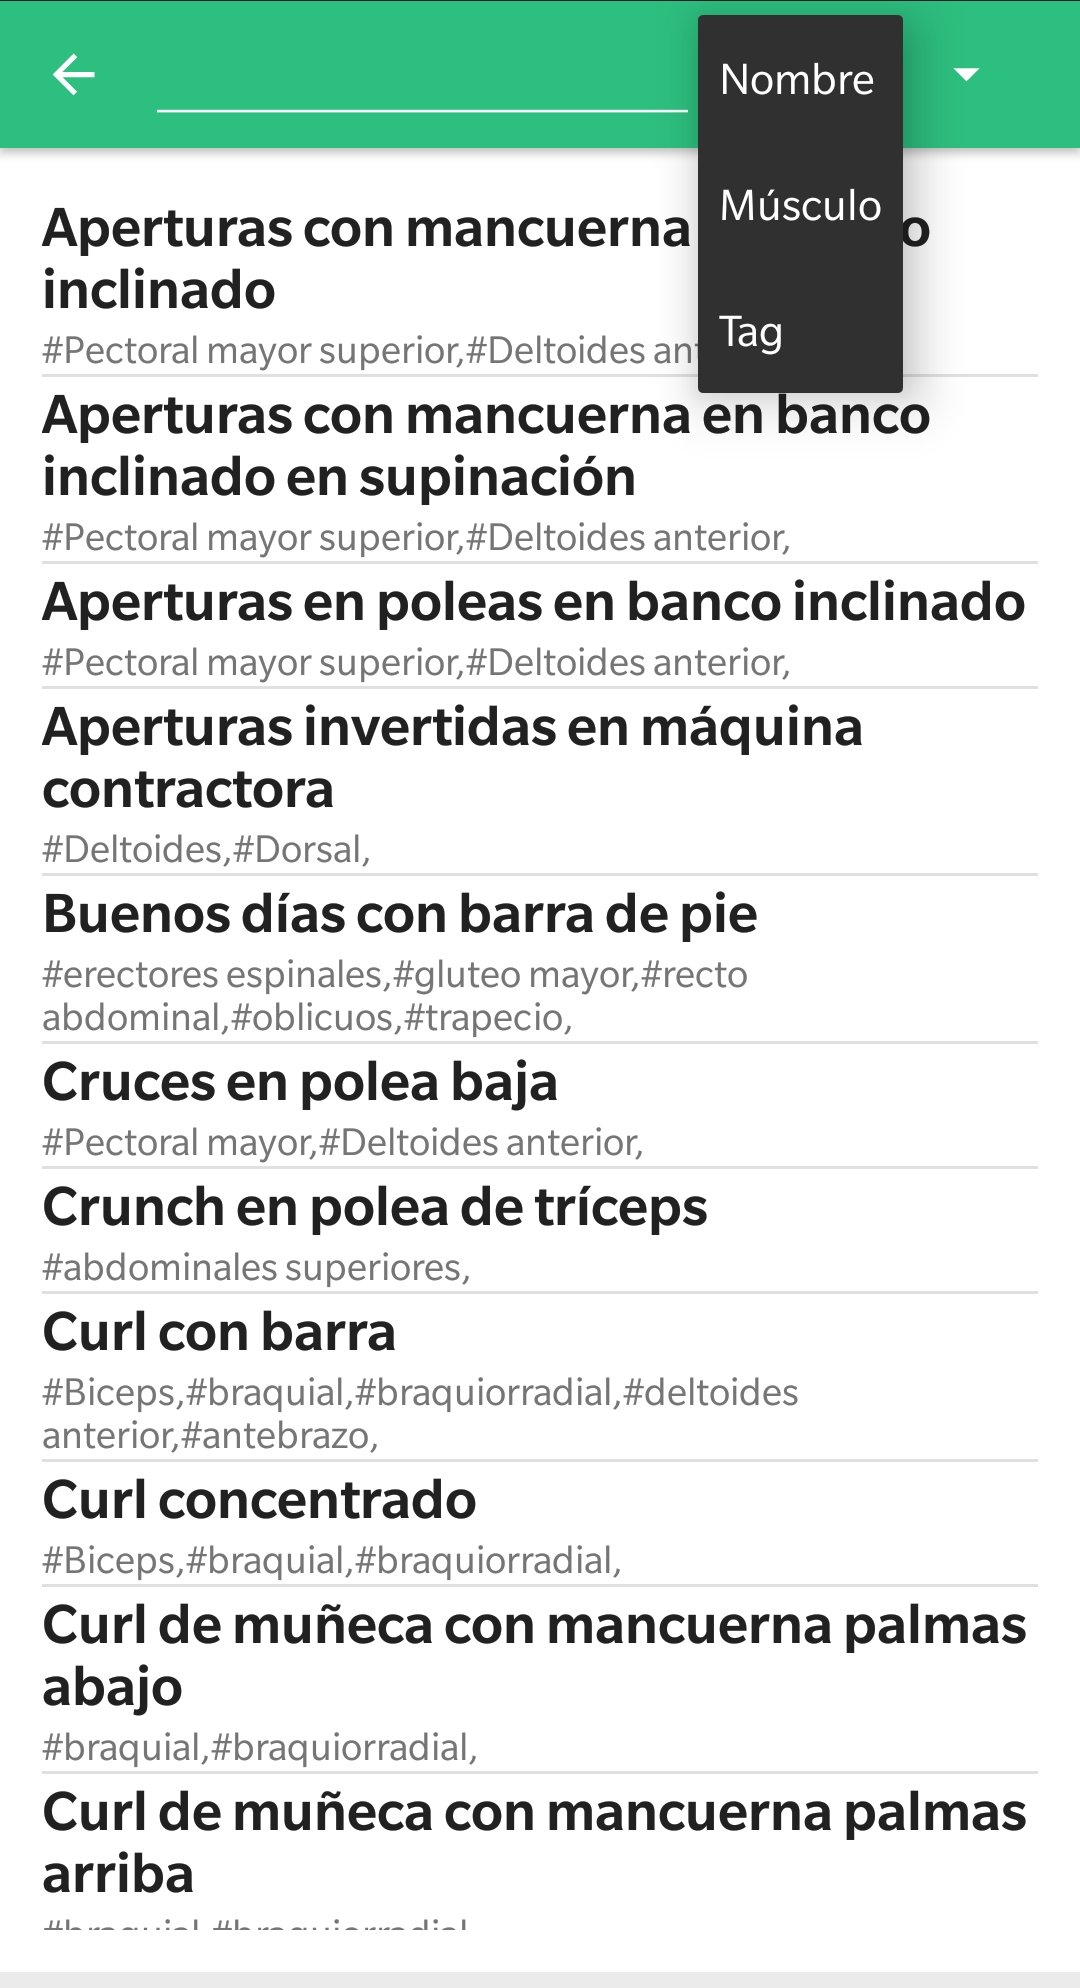 Nombre
Músculo
Tag
Aperturas con mancuerna o
inclinado
#Pectoral mayor superior,#Deltoides an
Aperturas con mancuerna en banco
inclinado en supinación
#Pectoral mayor superior,#Deltoides anterior,
Aperturas en poleas en banco inclinado
#Pectoral mayor superior,#Deltoides anterior,
Aperturas invertidas en máquina
contractora
#Deltoides,#Dorsal,
Buenos días con barra de pie
#erectores espinales,#gluteo mayor,#recto
abdominal,#oblicuos,#trapecio,
Cruces en polea baja
#Pectoral mayor,#Deltoides anterior,
Crunch en polea de tríceps
#abdominales superiores,
Curl con barra
#Biceps,#braquial,#braquiorradial,#deltoides
anterior,#antebrazo,
Curl concentrado
#Biceps,#braquial,#braquiorradial,
Curl de muñeca con mancuerna palmas
abajo
#braquial,#braquiorradial,
Curl de muñeca con mancuerna palmas
arriba